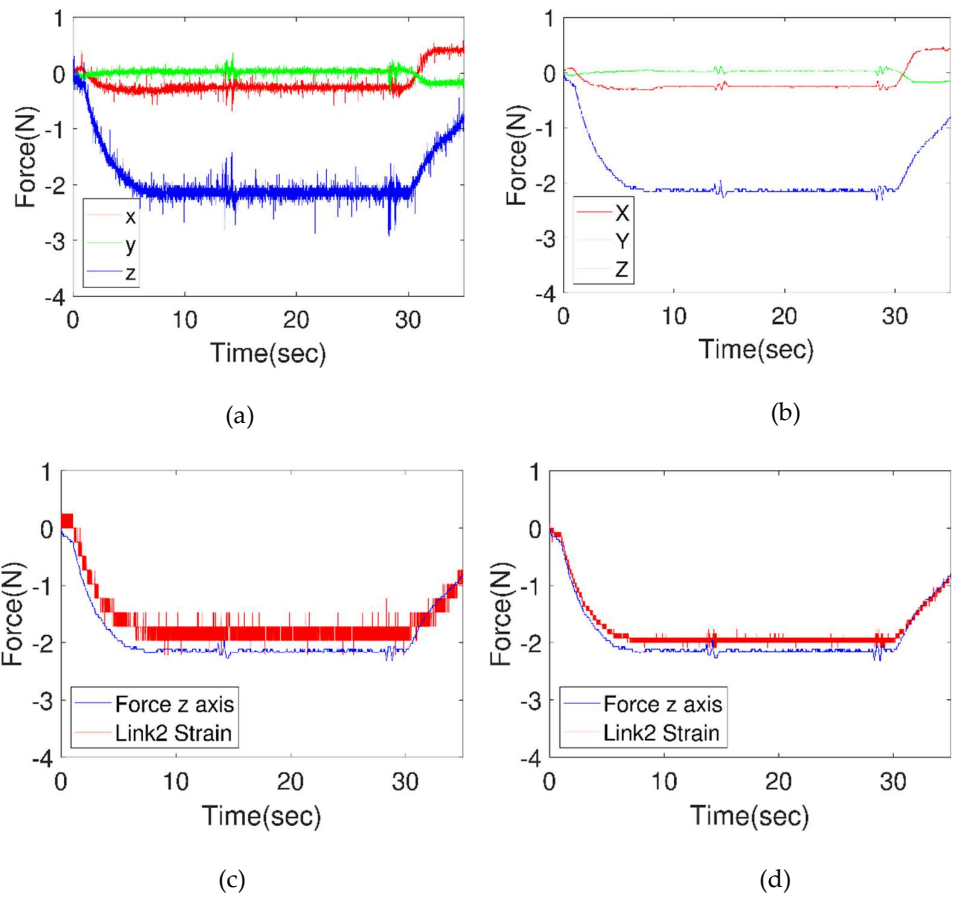 1
0
-1
-2
-3
-4
Force(N)
x
y
z
0 10 20 30
Time(sec)
(a)
1
0
-1
-2
-3
-4
Force(N)
X
Y
Z
0 10 20 30
Time(sec)
(b)
1
0
-1
-2
-3
-4
Force(N)
Force z axis
Link2 Strain
0 10 20 30
Time(sec)
(c)
1
0
-1
-2
-3
-4
Force(N)
Force z axis
Link2 Strain
0 10 20 30
Time(sec)
(d)